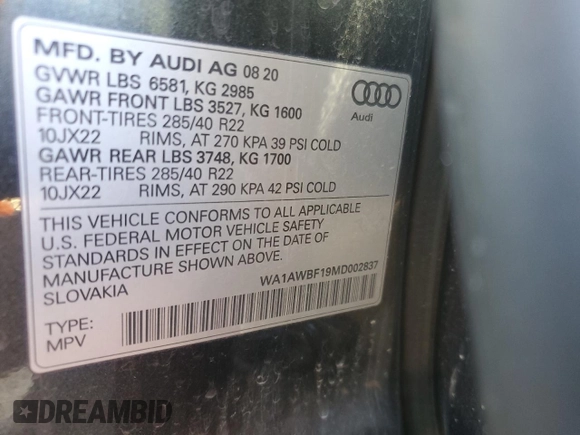 MFD. BY AUDI AG 08 20
GVWR LBS 6581, KG 2985
GAWR FRONT LBS 3527, KG 1600
FRONT-TIRES 285/40 R22
10JX22 RIMS, AT 270 KPA 39 PSI COLD
GAWR REAR LBS 3748, KG 1700
REAR-TIRES 285/40 R22
10JX22 RIMS, AT 290 KPA 42 PSI COLD
Audi
THIS VEHICLE CONFORMS TO ALL APPLICABLE
U.S. FEDERAL MOTOR VEHICLE SAFETY
STANDARDS IN EFFECT ON THE DATE OF
MANUFACTURE SHOWN ABOVE.
SLOVAKIA
WA1AWBF19MD002837
TYPE:
MPV
DREAMBID